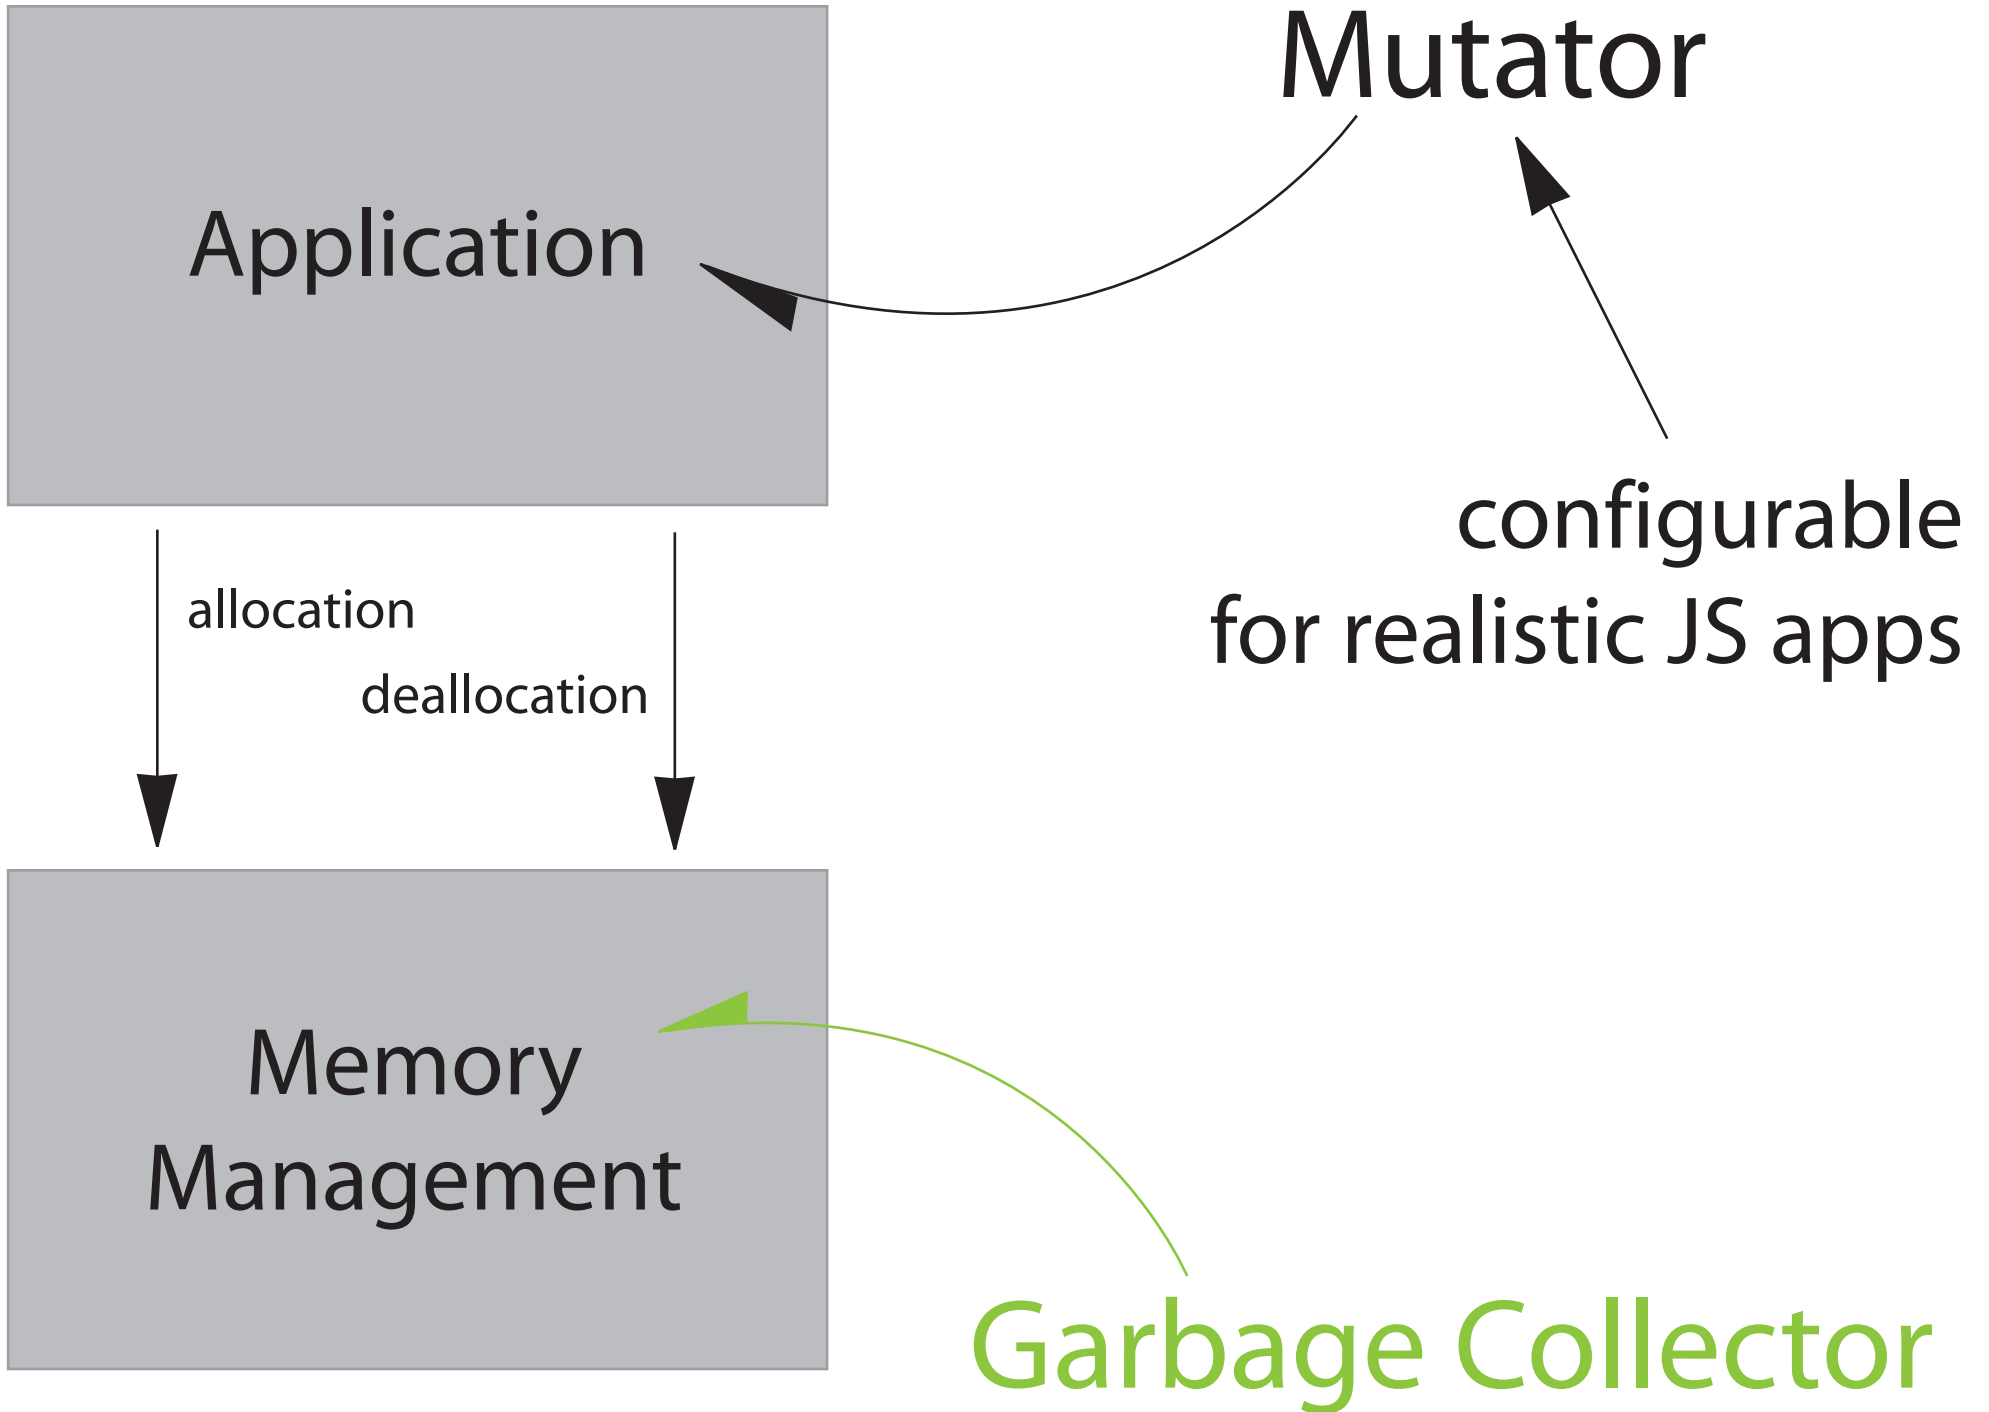 Mutator
Application
configurable
for realistic JS apps
allocation
deallocation
Memory
Management
Garbage Collector